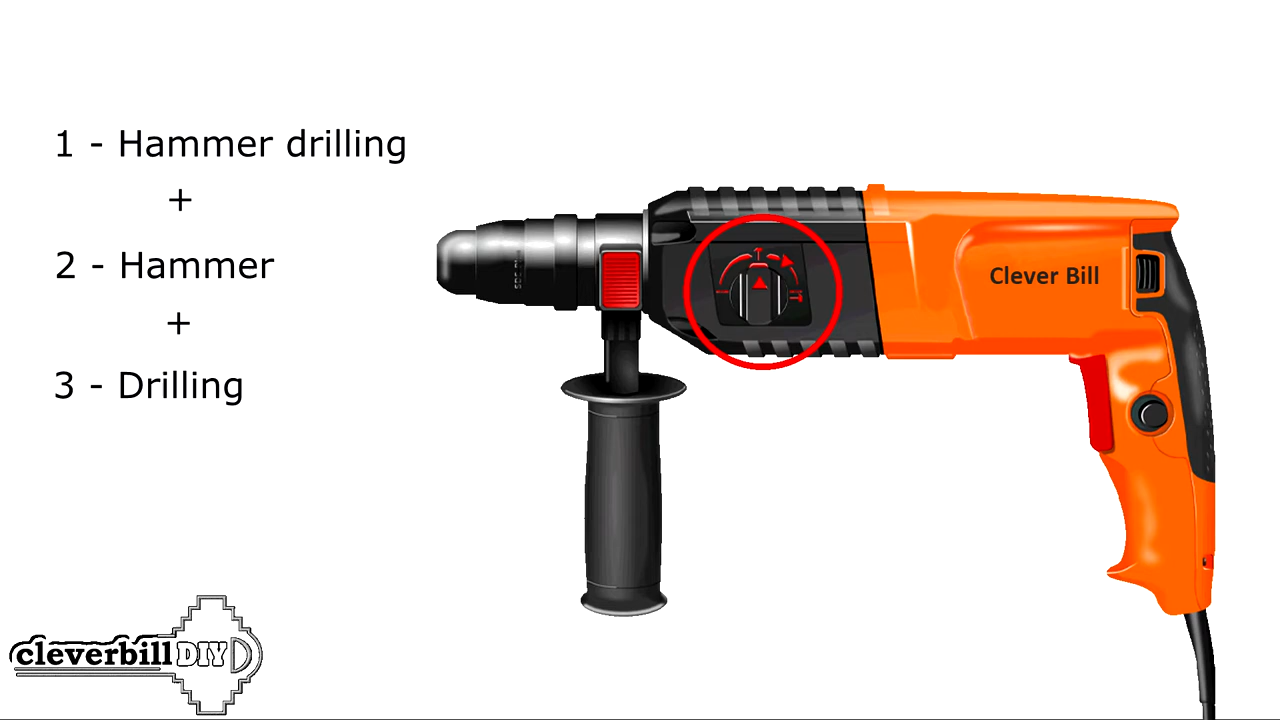 1 - Hammer drilling
+
2 - Hammer
+
3 - Drilling
Clever Bill
cleverbill DIY